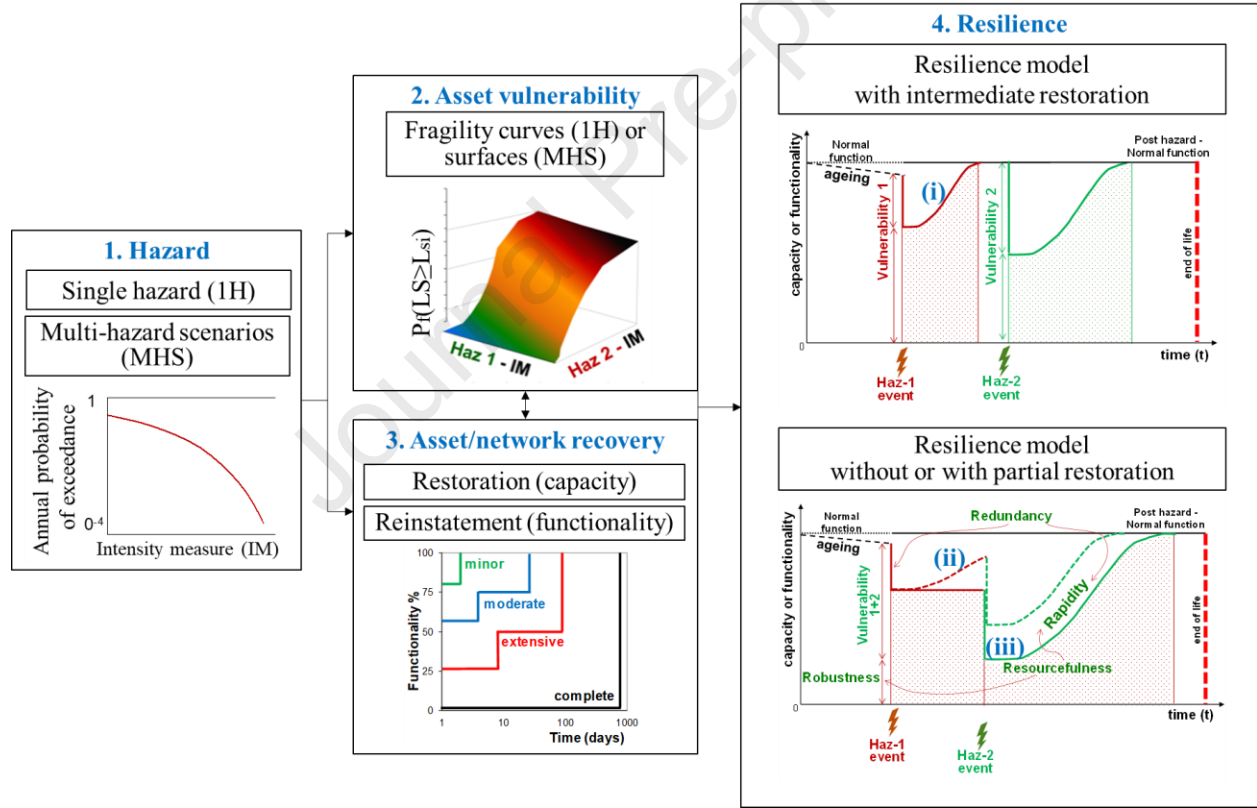 Journal Pre-p
1. Hazard
Single hazard (1H)
Multi-hazard scenarios
(MHS)
Annual probability
of exceedance
1
0⁻⁴
Intensity measure (IM)
2. Asset vulnerability
Fragility curves (1H) or
surfaces (MHS)
Pf(LS≥Lsi)
Haz 1 - IM
Haz 2 - IM
3. Asset/network recovery
Restoration (capacity)
Reinstatement (functionality)
Functionality %
100
75
50
25
0
minor
moderate
extensive
complete
1
10
100
1000
Time (days)
4. Resilience
Resilience model
with intermediate restoration
capacity or functionality
Normal
function
ageing
Post hazard -
Normal function
(i)
Vulnerability 1
Vulnerability 2
end of life
0
time (t)
Haz-1
event
Haz-2
event
Resilience model
without or with partial restoration
capacity or functionality
Normal
function
ageing
Redundancy
Post hazard -
Normal function
(ii)
Vulnerability
1+2
Rapidity
(iii)
Resourcefulness
Robustness
end of life
0
time (t)
Haz-1
event
Haz-2
event